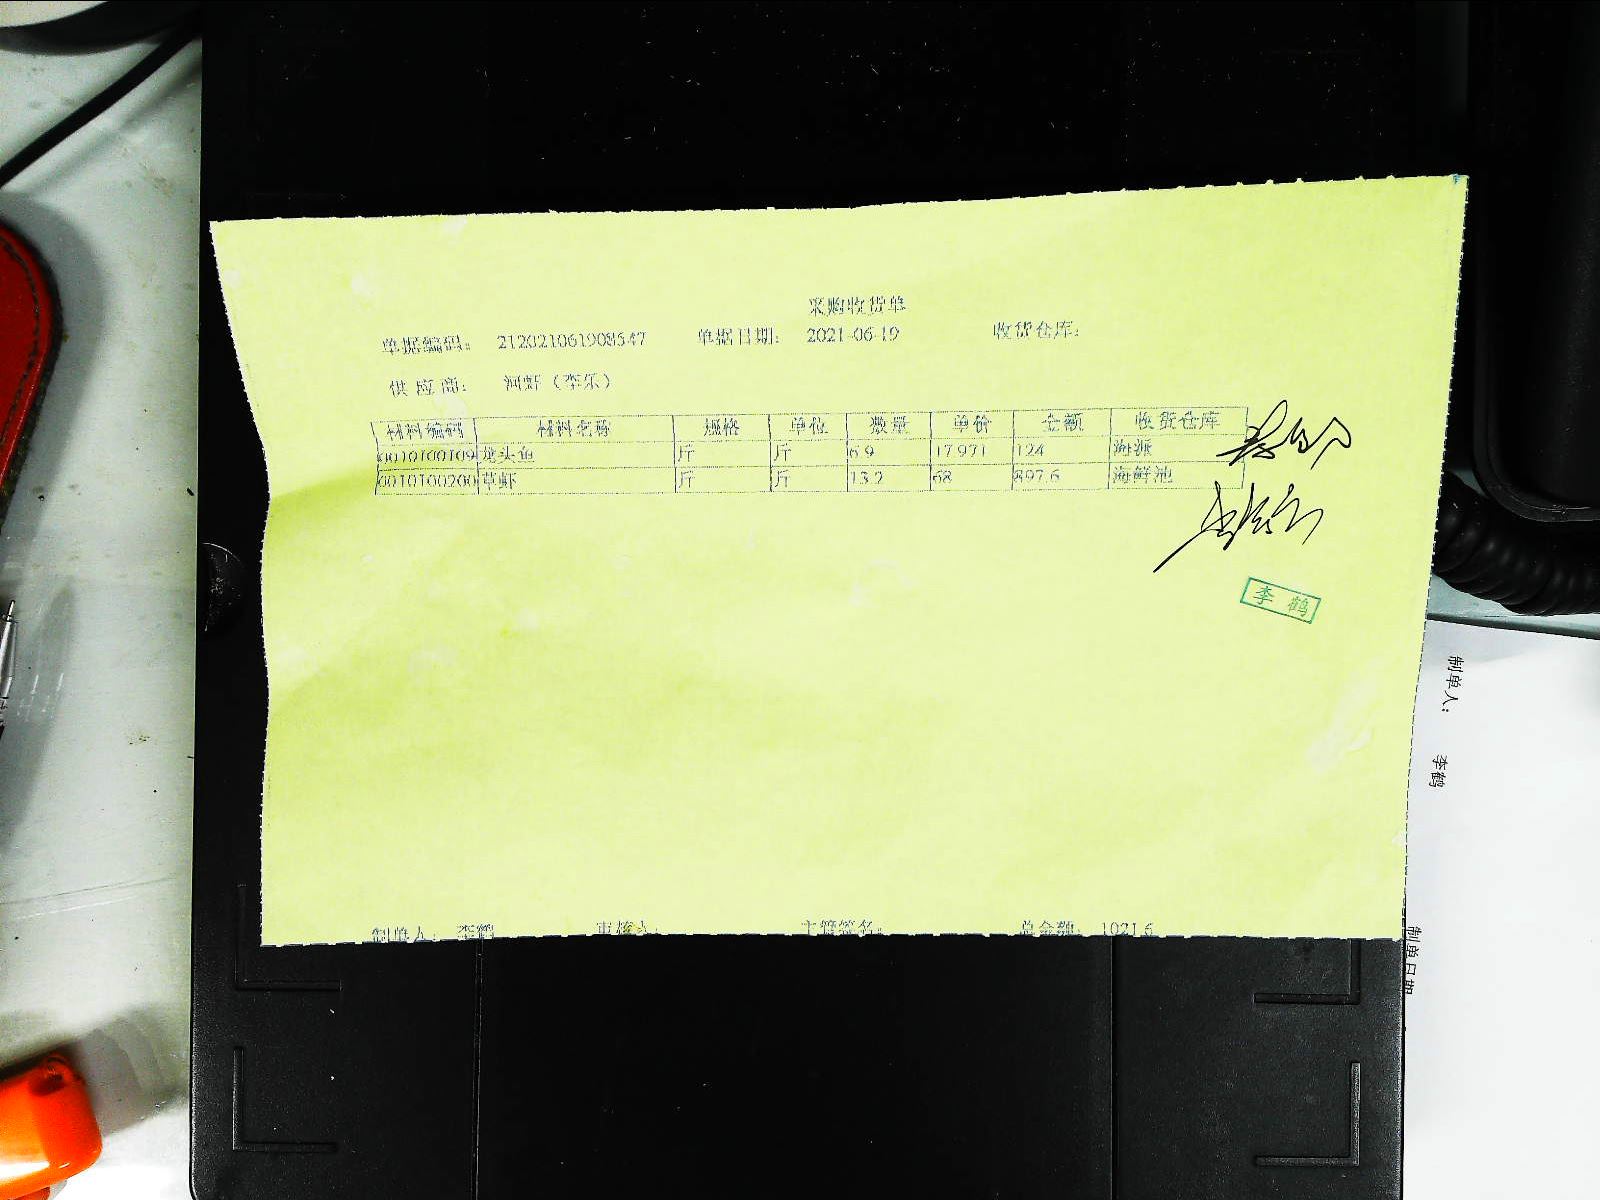 采购收货单
单据编码： 212021061908547 单据日期： 2021-06-19 收货仓库：
供 应 商： 河虾（李乐）
材料编码 材料名称 规格 单位 数量 单价 金额 收货仓库
0010100109 龙头鱼 斤 斤 6.9 17.971 124 海派
0010100200 草虾 斤 斤 13.2 68 897.6 海鲜池
李 鹤
制单人： 李鹤 审核人： 主管签名： 总金额： 1021.6
制单人： 李鹤
制单日期